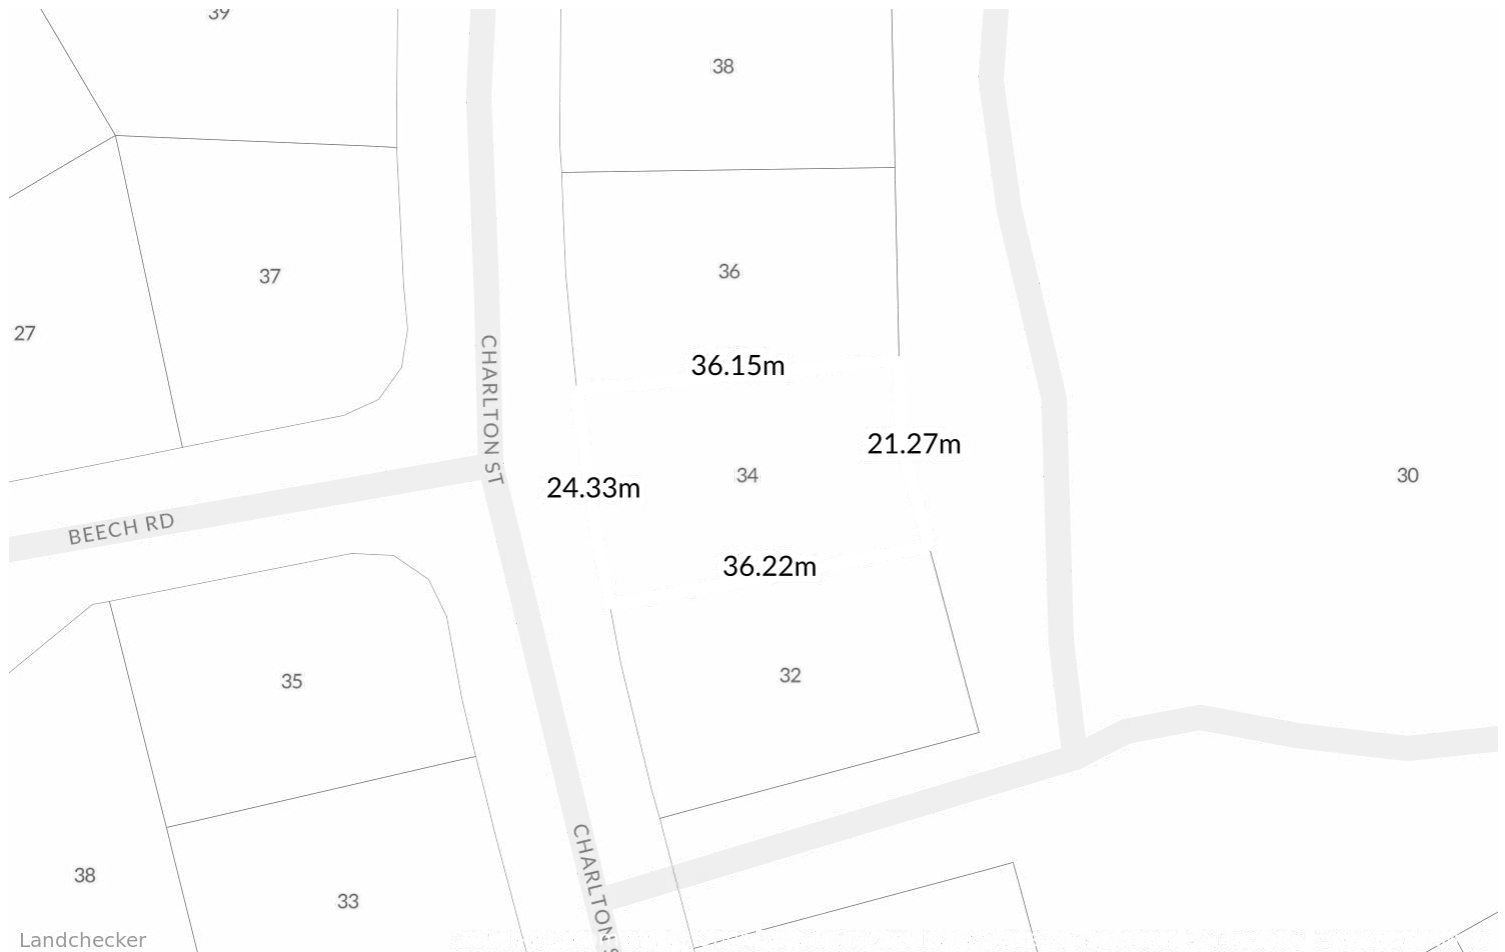 39
38
37
36
27
CHARLTON ST
36.15m
21.27m
34
24.33m
30
BEECH RD
36.22m
32
35
CHARLTON
38
33
Landchecker